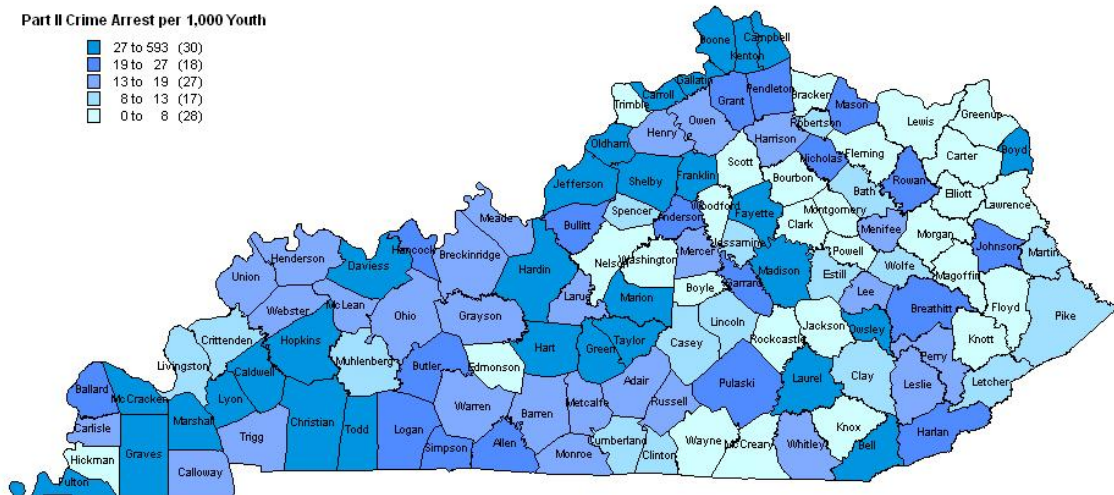 Part II Crime Arrest per 1,000 Youth
27 to 593 (30)
19 to 27 (18)
13 to 19 (27)
8 to 13 (17)
0 to 8 (28)
Boone
Campbell
Kenton
Gallatin
Carroll
Trimble
Grant
Pendleton
Bracken
Mason
Robertson
Lewis
Greenup
Owen
Henry
Harrison
Oldham
Nicholas
Fleming
Carter
Boyd
Scott
Bourbon
Rowan
Elliott
Lawrence
Jefferson
Shelby
Franklin
Bath
Woodford
Fayette
Montgomery
Clark
Spencer
Anderson
Bullitt
Meade
Menifee
Morgan
Johnson
Martin
Jessamine
Powell
Wolfe
Magoffin
Nelson
Washington
Mercer
Madison
Estill
Hancock
Breckinridge
Henderson
Daviess
Union
Hardin
Larue
Marion
Boyle
Garrard
Lee
Floyd
Pike
Breathitt
Webster
McLean
Ohio
Grayson
Lincoln
Jackson
Owsley
Rockcastle
Knott
Crittenden
Hopkins
Hart
Green
Taylor
Casey
Perry
Livingston
Muhlenberg
Butler
Edmonson
Caldwell
Adair
Pulaski
Laurel
Clay
Leslie
Letcher
Ballard
McCracken
Lyon
Warren
Barren
Metcalfe
Russell
Marshall
Christian
Todd
Logan
Knox
Harlan
Carlisle
Graves
Trigg
Simpson
Allen
Monroe
Cumberland
Clinton
Wayne
McCreary
Whitley
Bell
Hickman
Calloway
Fulton